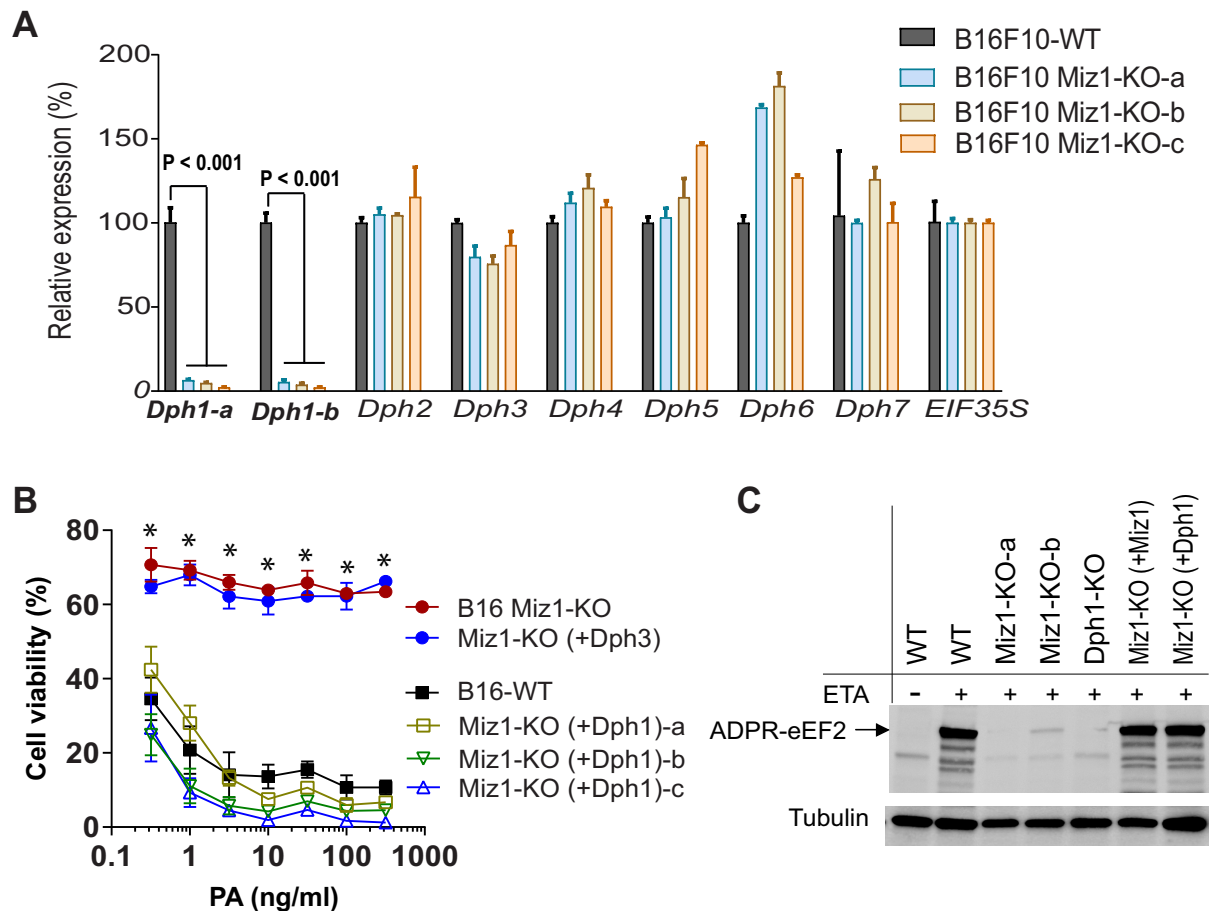 A
Relative expression (%)
200
150
100
50
0
B16F10-WT
B16F10 Miz1-KO-a
B16F10 Miz1-KO-b
B16F10 Miz1-KO-c
P < 0.001
P < 0.001
Dph1-a Dph1-b Dph2 Dph3 Dph4 Dph5 Dph6 Dph7 EIF35S
B
Cell viability (%)
80
60
40
20
0
* * * * * * *
B16 Miz1-KO
Miz1-KO (+Dph3)
B16-WT
Miz1-KO (+Dph1)-a
Miz1-KO (+Dph1)-b
Miz1-KO (+Dph1)-c
0.1 1 10 100 1000
PA (ng/ml)
C
WT
WT
Miz1-KO-a
Miz1-KO-b
Dph1-KO
Miz1-KO (+Miz1)
Miz1-KO (+Dph1)
ETA - + + + + + +
ADPR-eEF2
Tubulin